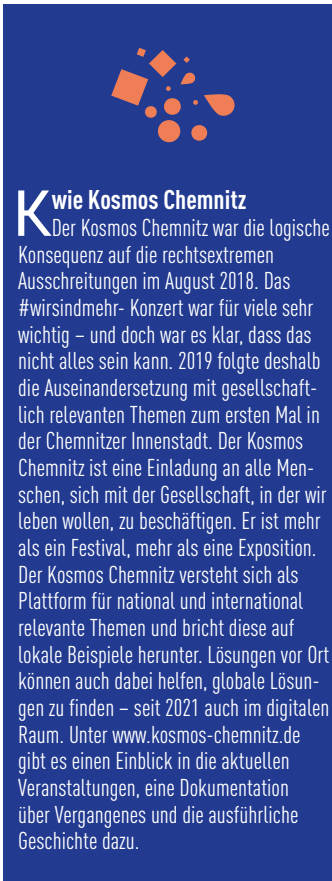 K wie Kosmos Chemnitz
Der Kosmos Chemnitz war die logische
Konsequenz auf die rechtsextremen
Ausschreitungen im August 2018. Das
#wirsindmehr- Konzert war für viele sehr
wichtig – und doch war es klar, dass das
nicht alles sein kann. 2019 folgte deshalb
die Auseinandersetzung mit gesellschaft-
lich relevanten Themen zum ersten Mal in
der Chemnitzer Innenstadt. Der Kosmos
Chemnitz ist eine Einladung an alle Men-
schen, sich mit der Gesellschaft, in der wir
leben wollen, zu beschäftigen. Er ist mehr
als ein Festival, mehr als eine Exposition.
Der Kosmos Chemnitz versteht sich als
Plattform für national und international
relevante Themen und bricht diese auf
lokale Beispiele herunter. Lösungen vor Ort
können auch dabei helfen, globale Lösun-
gen zu finden – seit 2021 auch im digitalen
Raum. Unter www.kosmos-chemnitz.de
gibt es einen Einblick in die aktuellen
Veranstaltungen, eine Dokumentation
über Vergangenes und die ausführliche
Geschichte dazu.